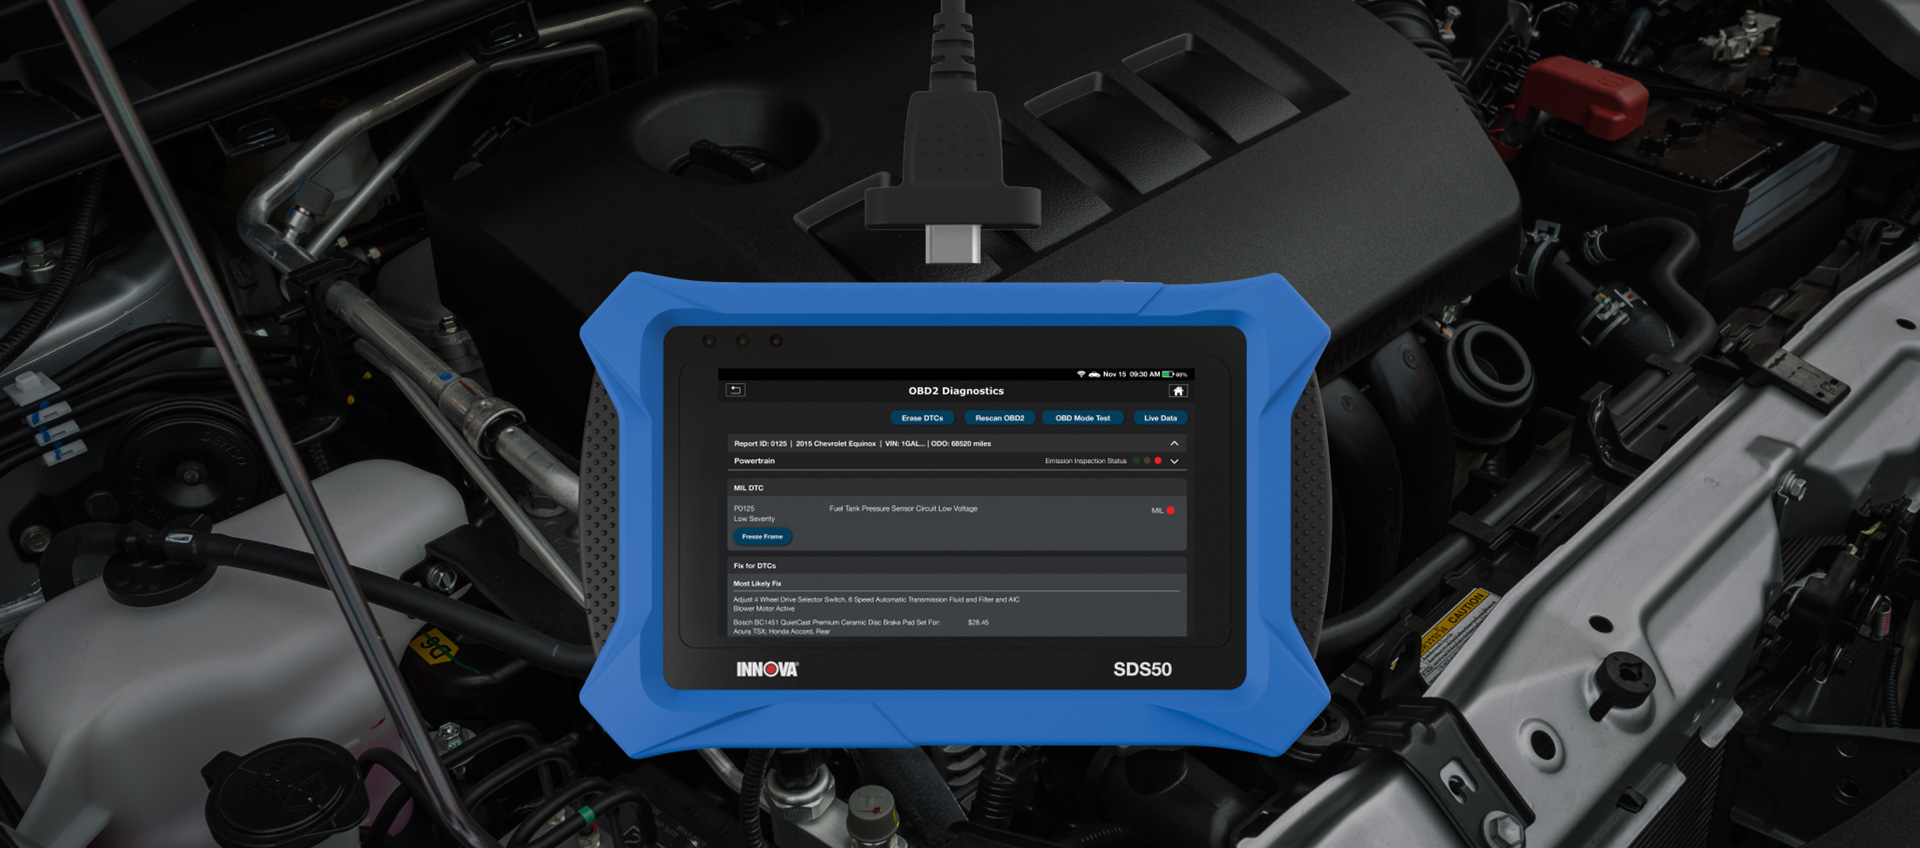 Nov 15 09:30 AM 90%
OBD2 Diagnostics
Erase DTCs Rescan OBD2 OBD Mode Test Live Data
Report ID: 0125 | 2015 Chevrolet Equinox | VIN: 1GAL... | ODO: 68520 miles
Powertrain Emission Inspection Status
MIL DTC
P0125 Fuel Tank Pressure Sensor Circuit Low Voltage MIL
Low Severity
Freeze Frame
Fix for DTCs
Most Likely Fix
Adjust 4 Wheel Drive Selector Switch, 6 Speed Automatic Transmission Fluid and Filter and AIC
Blower Motor Active
Bosch BC1451 QuietCast Premium Ceramic Disc Brake Pad Set For: $28.45
Acura TSX; Honda Accord, Rear
INNOVA® SDS50
CAUTION